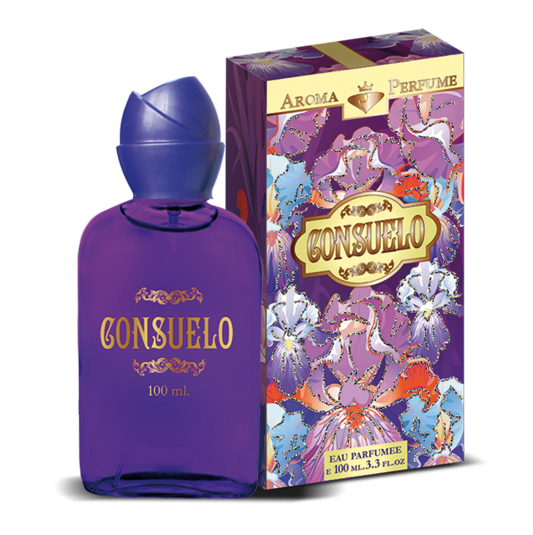 AROMA PERFUME
CONSUELO
EAU PARFUMEE
E 100 ML. 3.3 FL.OZ
CONSUELO
100 ml.